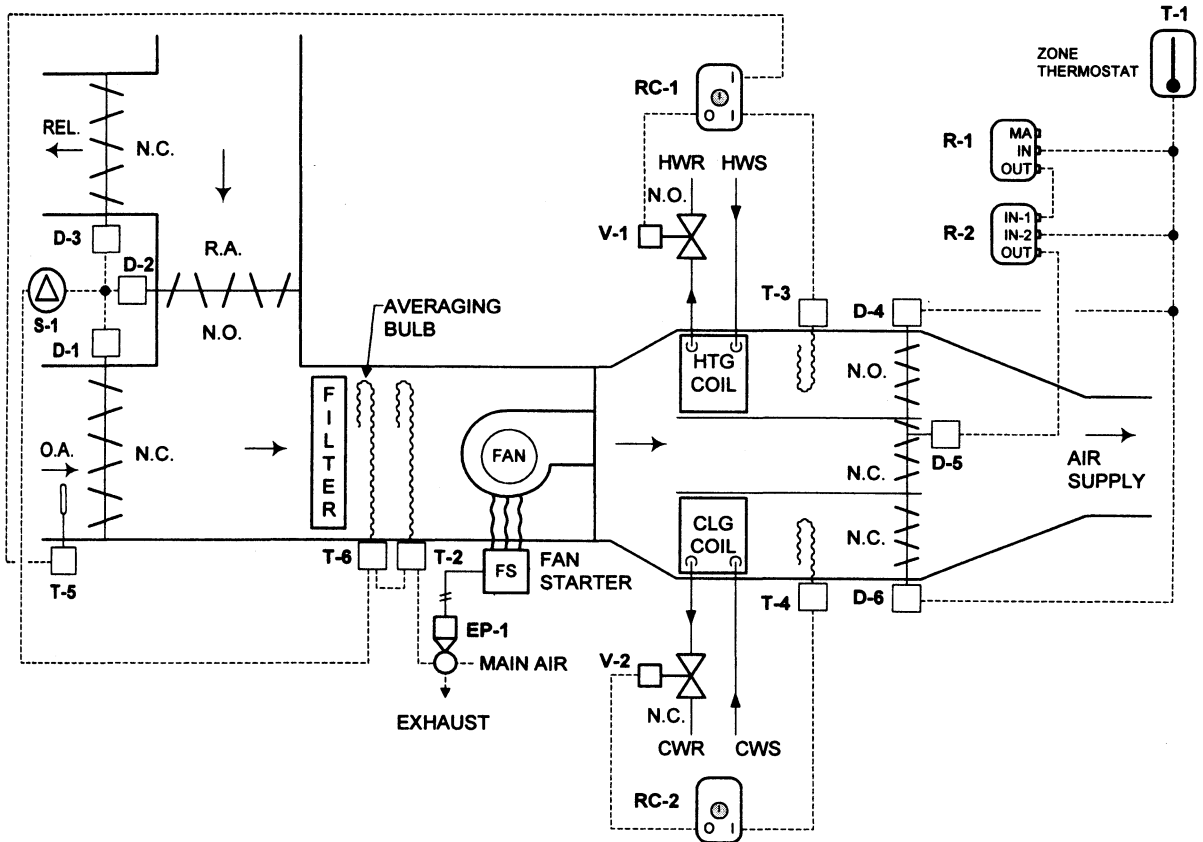 T-1
ZONE
THERMOSTAT
RC-1
I
O I
REL.
N.C.
R-1
MA
IN
OUT
HWR HWS
N.O.
R-2
IN-1
IN-2
OUT
D-3
V-1
R.A.
D-2
S-1
N.O.
D-1
AVERAGING
BULB
T-3
D-4
HTG
COIL
N.O.
FILTER
O.A.
N.C.
FAN
D-5
N.C.
AIR
SUPPLY
CLG
COIL
N.C.
T-6
T-2
FS
FAN
STARTER
T-5
T-4
D-6
EP-1
MAIN AIR
V-2
EXHAUST
N.C.
CWR CWS
RC-2
O I